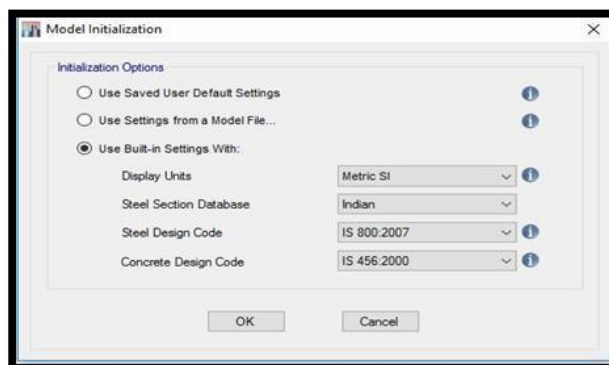 Model Initialization
Initialization Options
Use Saved User Default Settings
Use Settings from a Model File...
Use Built-in Settings With:
Display Units Metric SI
Steel Section Database Indian
Steel Design Code IS 800:2007
Concrete Design Code IS 456:2000
OK Cancel